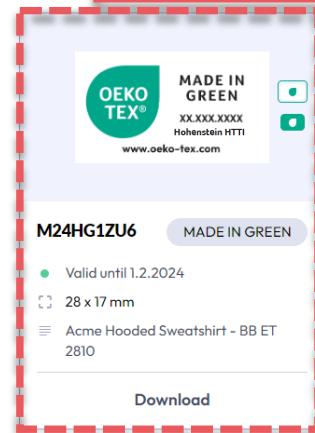 OEKO
TEX®
MADE IN
GREEN
XX.XXX.XXXX
Hohenstein HTTI
www.oeko-tex.com
M24HG1ZU6
MADE IN GREEN
Valid until 1.2.2024
28 x 17 mm
Acme Hooded Sweatshirt - BB ET
2810
Download